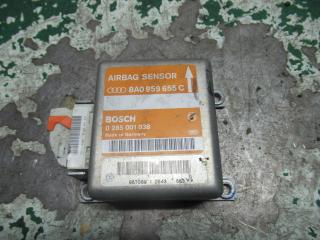 AIRBAG SENSOR
8A0 959 655 C
BOSCH
0 285 001 038
Made in Germany